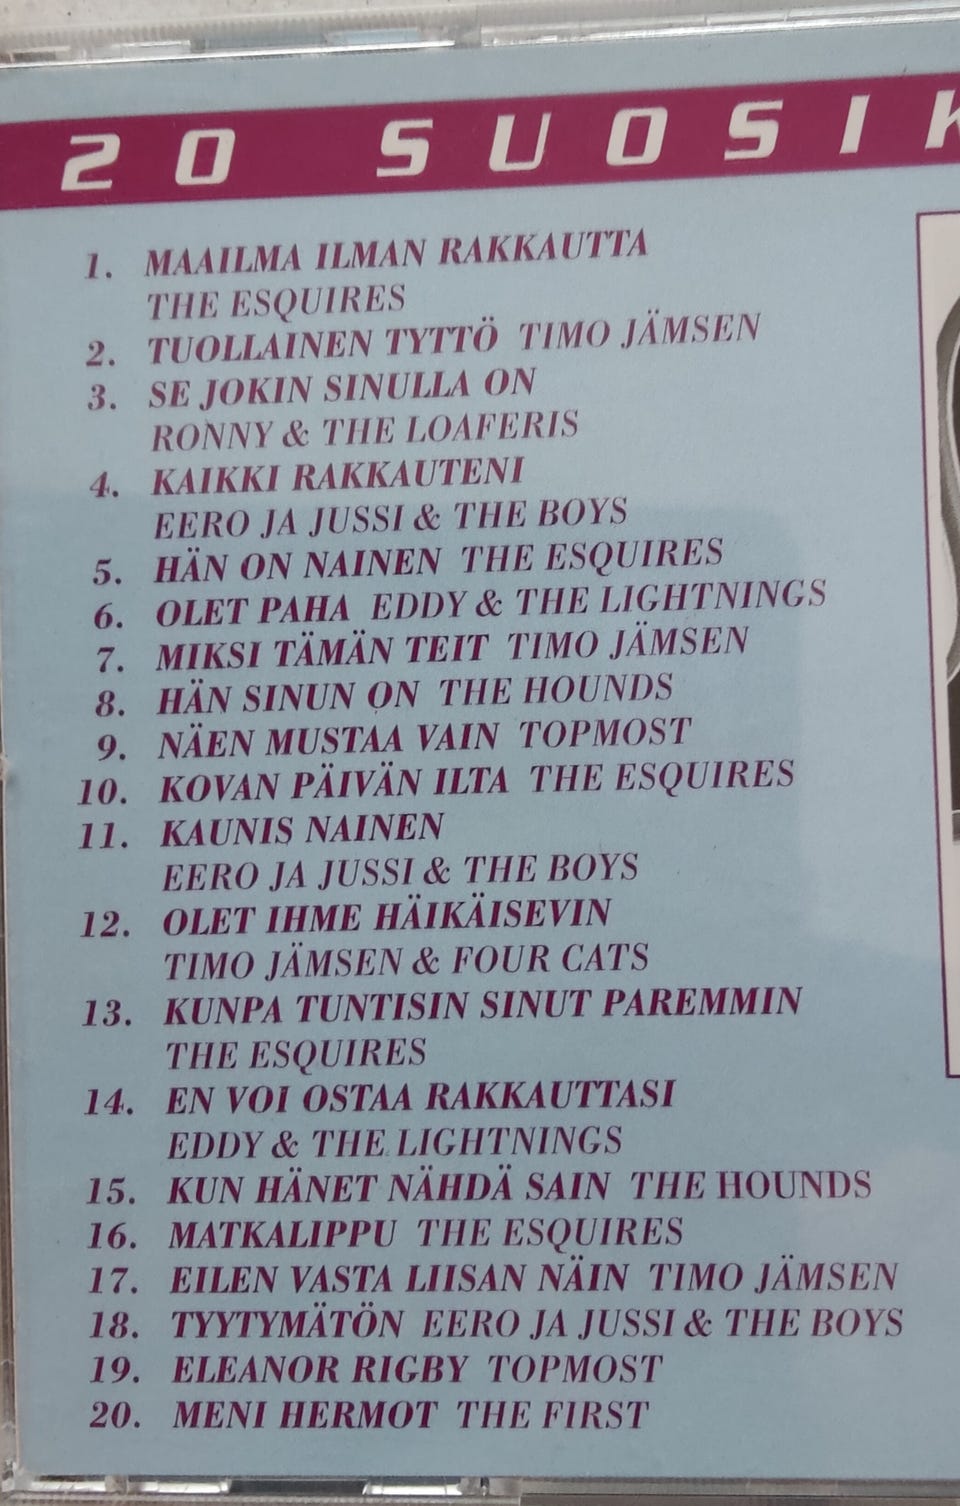 20 SUOSIK
1. MAAILMA ILMAN RAKKAUTTA
THE ESQUIRES
2. TUOLLAINEN TYTTÖ TIMO JÄMSEN
3. SE JOKIN SINULLA ON
RONNY & THE LOAFERIS
4. KAIKKI RAKKAUTENI
EERO JA JUSSI & THE BOYS
5. HÄN ON NAINEN THE ESQUIRES
6. OLET PAHA EDDY & THE LIGHTNINGS
7. MIKSI TÄMÄN TEIT TIMO JÄMSEN
8. HÄN SINUN ON THE HOUNDS
9. NÄEN MUSTAA VAIN TOPMOST
10. KOVAN PÄIVÄN ILTA THE ESQUIRES
11. KAUNIS NAINEN
EERO JA JUSSI & THE BOYS
12. OLET IHME HÄIKÄISEVIN
TIMO JÄMSEN & FOUR CATS
13. KUNPA TUNTISIN SINUT PAREMMIN
THE ESQUIRES
14. EN VOI OSTAA RAKKAUTTASI
EDDY & THE LIGHTNINGS
15. KUN HÄNET NÄHDÄ SAIN THE HOUNDS
16. MATKALIPPU THE ESQUIRES
17. EILEN VASTA LIISAN NÄIN TIMO JÄMSEN
18. TYYTYMÄTÖN EERO JA JUSSI & THE BOYS
19. ELEANOR RIGBY TOPMOST
20. MENI HERMOT THE FIRST